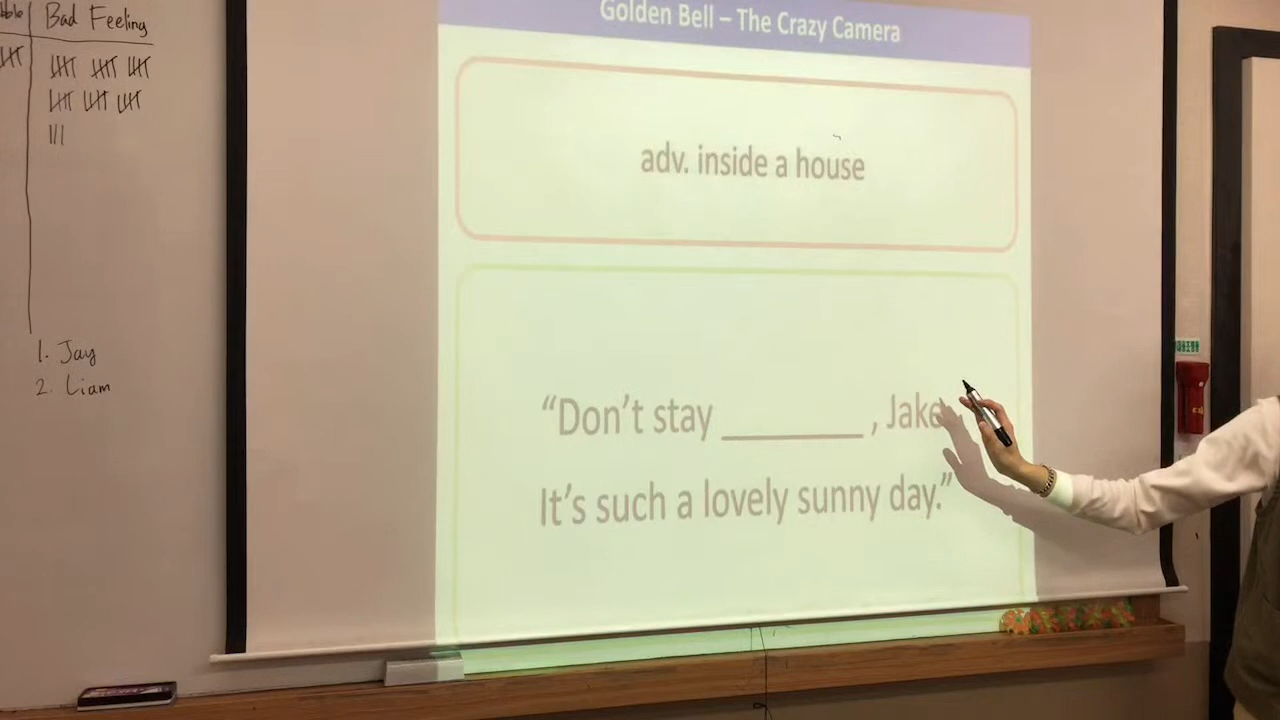 Bad Feeling
1. Jay
2. Liam
Golden Bell – The Crazy Camera
adv. inside a house
“Don’t stay ________ , Jake
It’s such a lovely sunny day.”